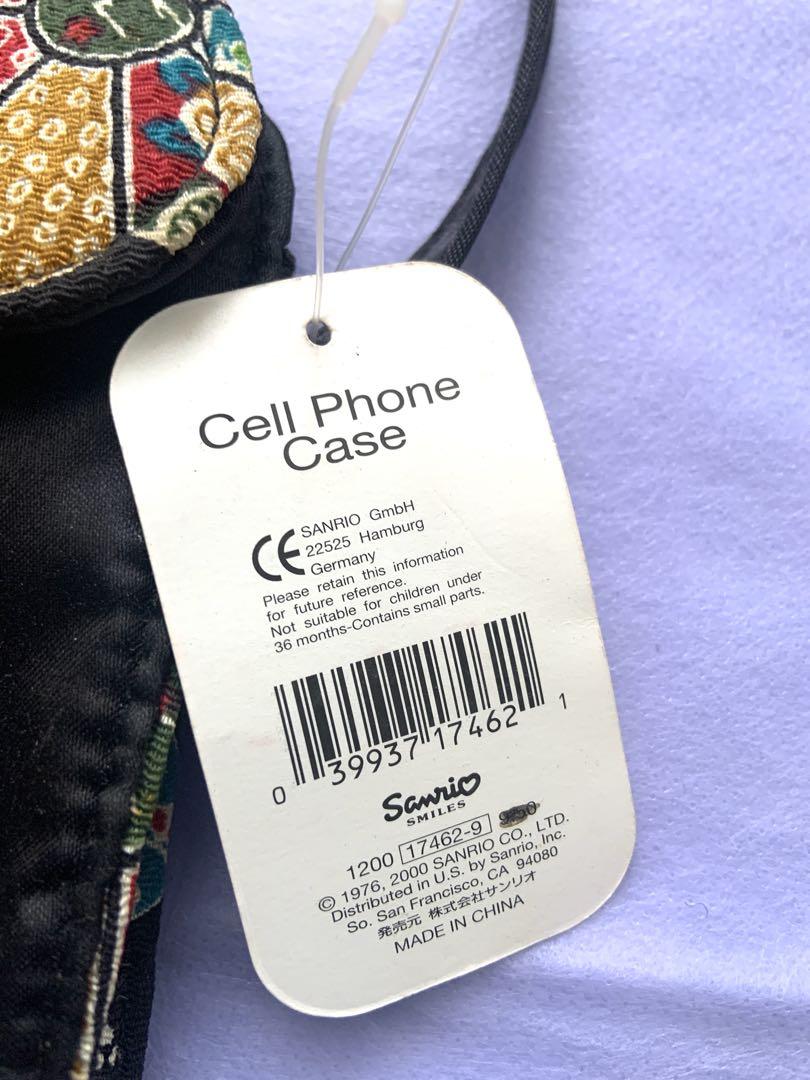 Cell Phone
Case
CE
SANRIO GmbH
22525 Hamburg
Germany
Please retain this information
for future reference.
Not suitable for children under
36 months-Contains small parts.
0 39937 17462 1
Sanrio
SMILES
1200 17462-9
© 1976, 2000 SANRIO CO., LTD.
Distributed in U.S. by Sanrio, Inc.
So. San Francisco, CA 94080
発売元 株式会社サンリオ
MADE IN CHINA